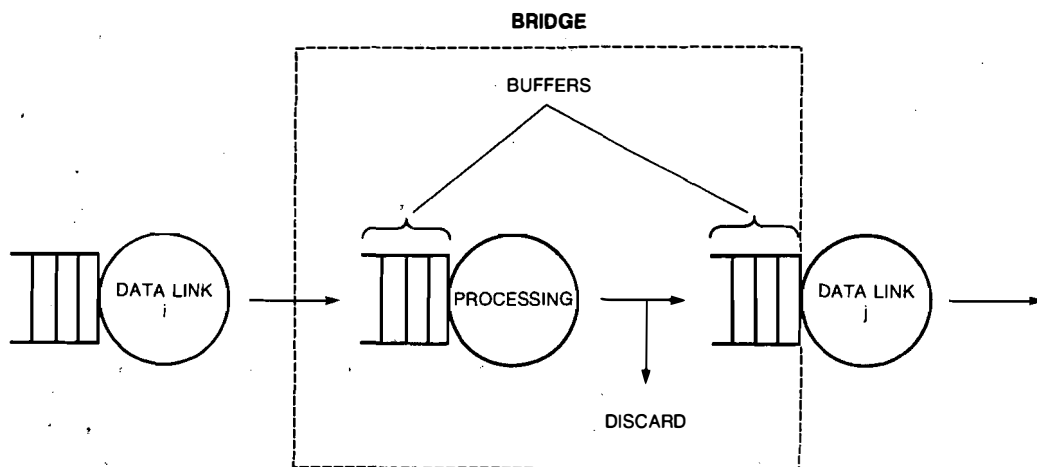 BRIDGE
BUFFERS
DATA LINK
i
PROCESSING
DATA LINK
j
DISCARD